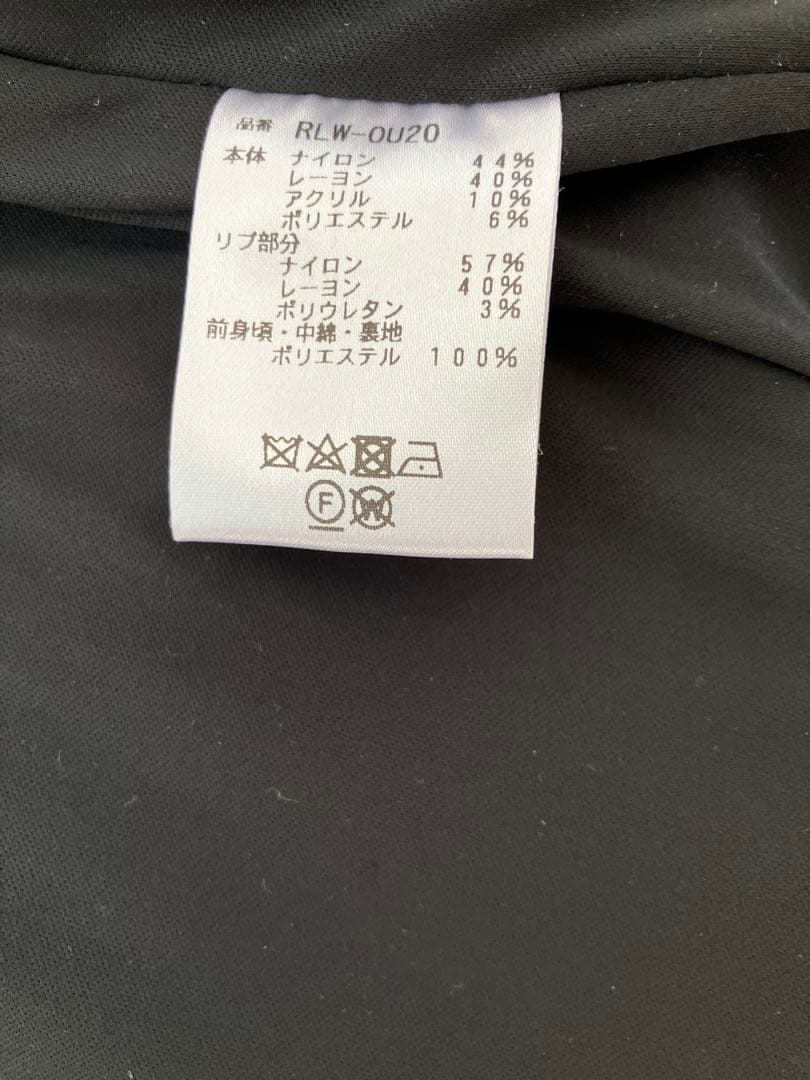 品番 RLW-OU20
本体 ナイロン 44%
レーヨン 40%
アクリル 10%
ポリエステル 6%
リブ部分
ナイロン 57%
レーヨン 40%
ポリウレタン 3%
前身頃・中綿・裏地
ポリエステル 100%
F W